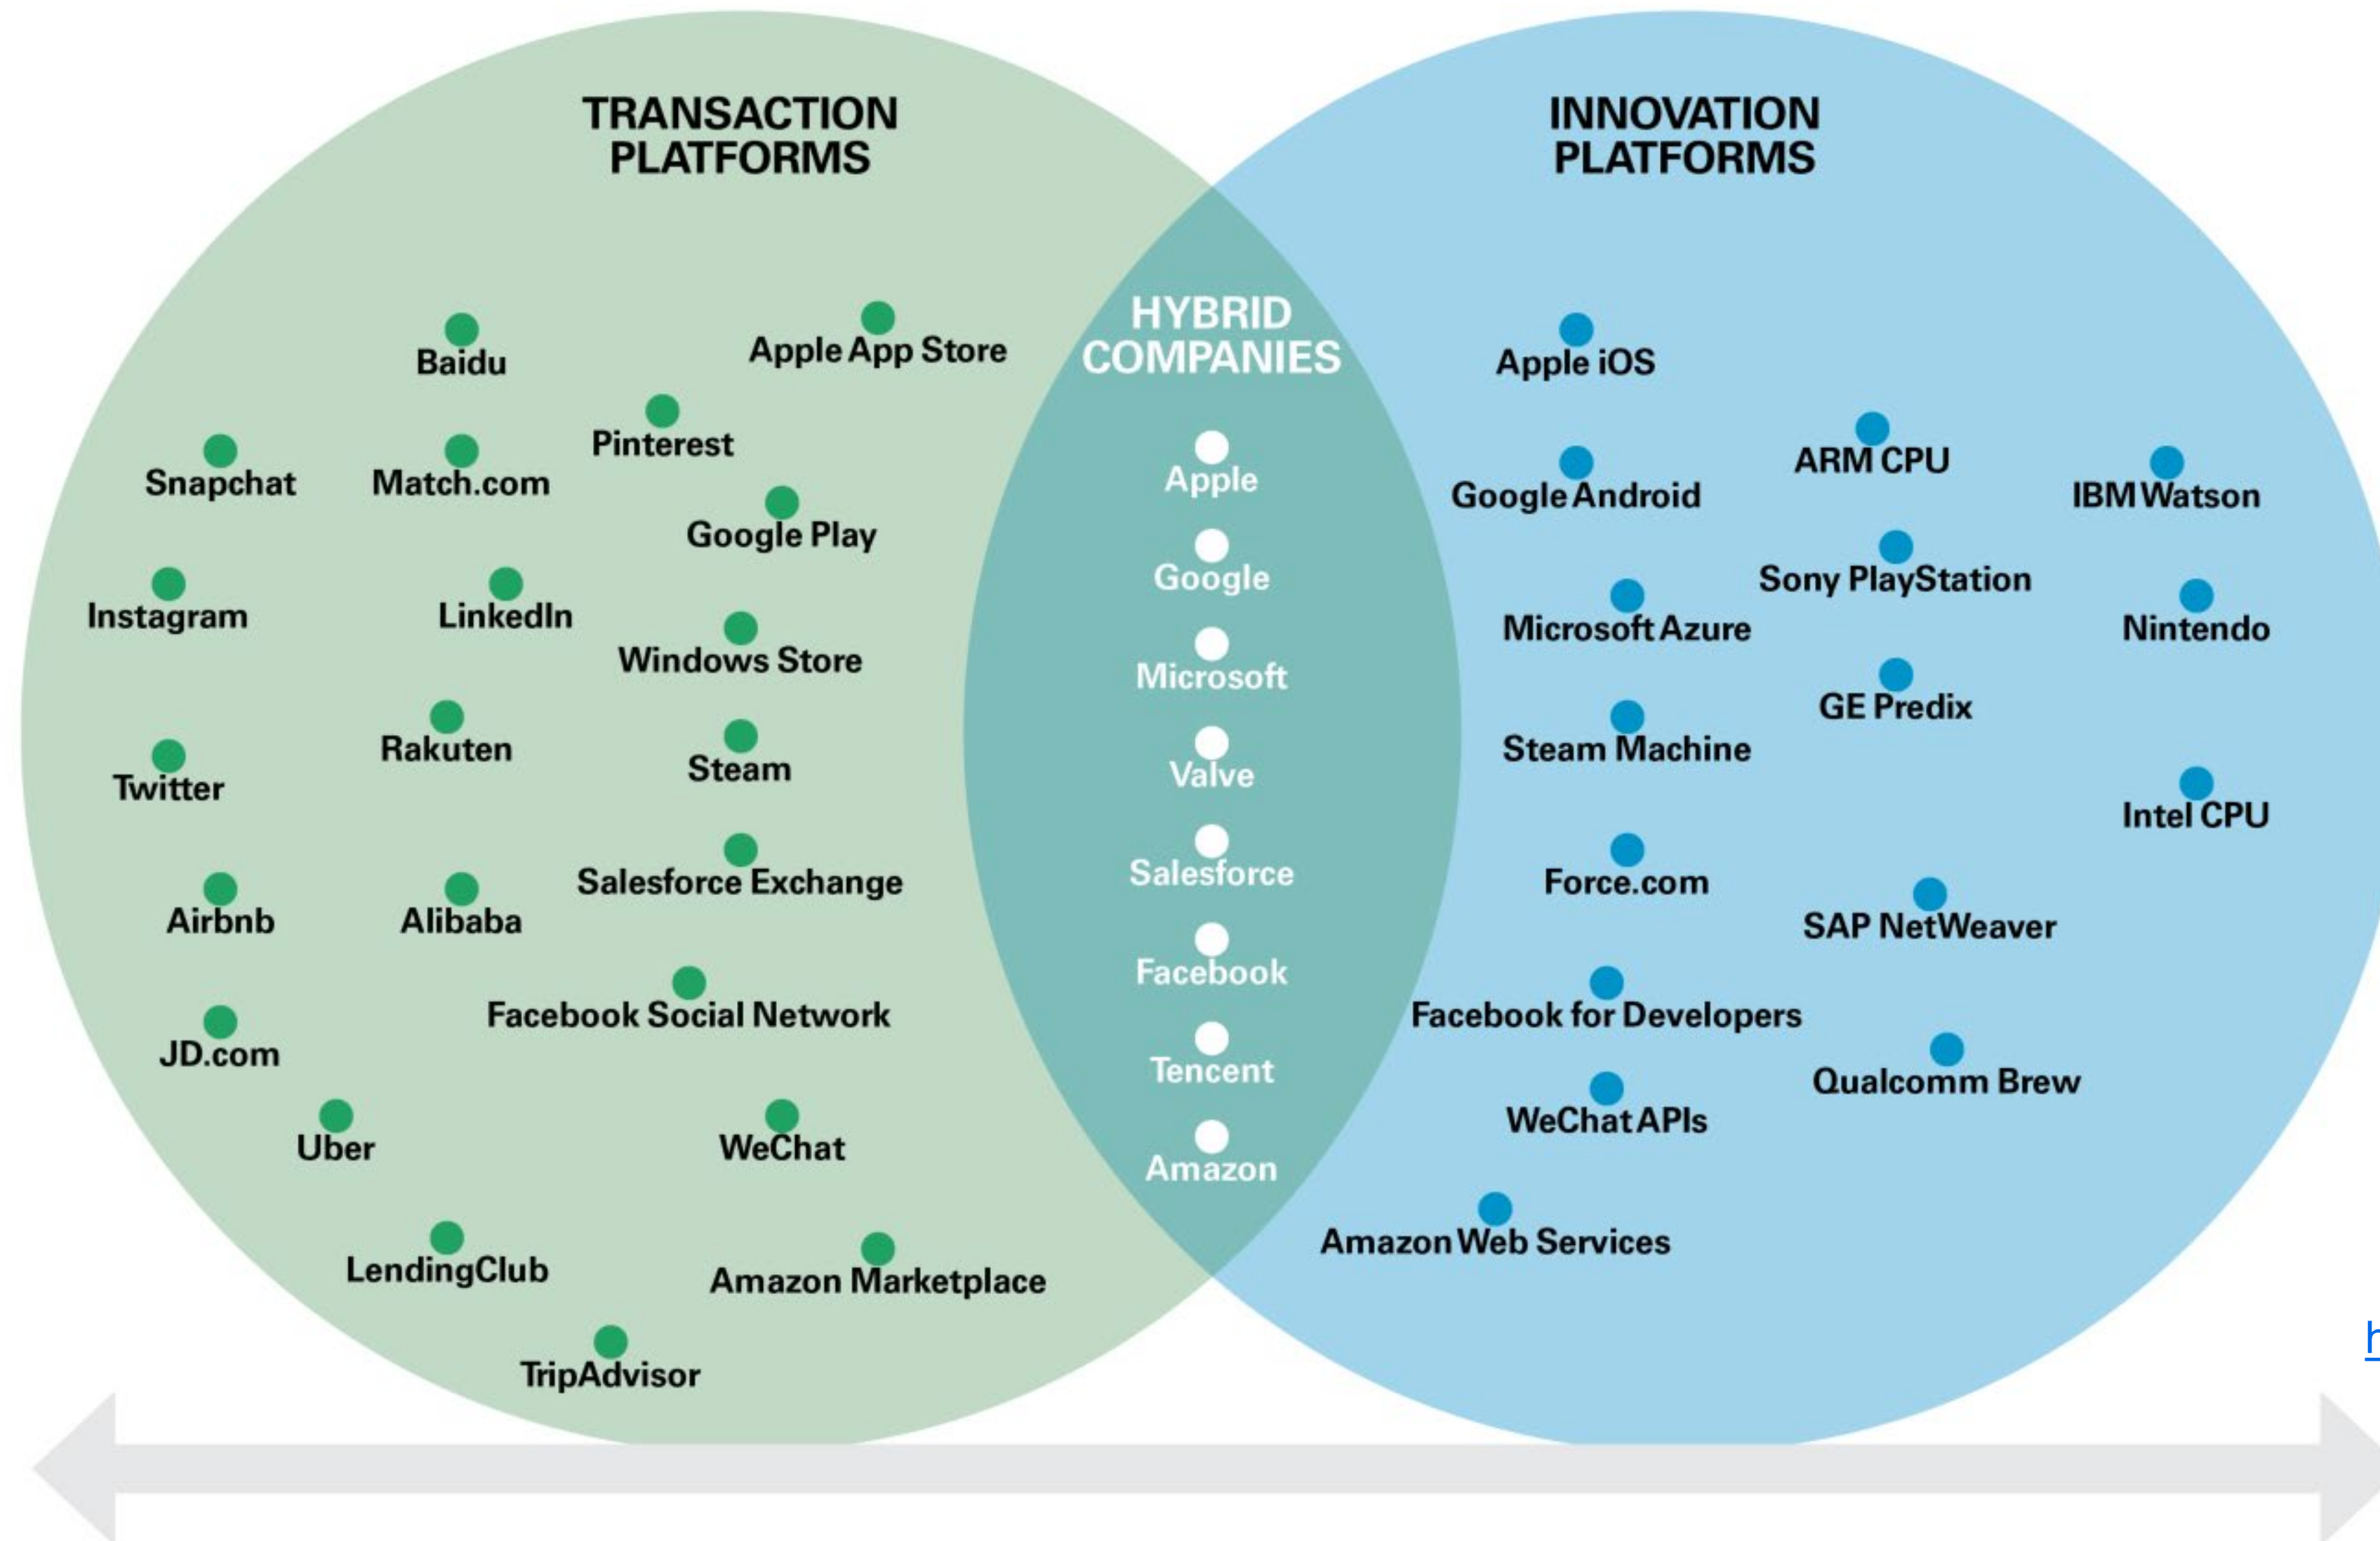 TRANSACTION
PLATFORMS
Baidu
Apple App Store
Pinterest
Snapchat
Match.com
Google Play
Instagram
LinkedIn
Windows Store
Rakuten
Steam
Twitter
Salesforce Exchange
Airbnb
Alibaba
Facebook Social Network
JD.com
Uber
WeChat
LendingClub
Amazon Marketplace
TripAdvisor
HYBRID
COMPANIES
Apple
Google
Microsoft
Valve
Salesforce
Facebook
Tencent
Amazon
INNOVATION
PLATFORMS
Apple iOS
ARM CPU
Google Android
IBM Watson
Sony PlayStation
Microsoft Azure
Nintendo
GE Predix
Steam Machine
Intel CPU
Force.com
SAP NetWeaver
Facebook for Developers
Qualcomm Brew
WeChat APIs
Amazon Web Services